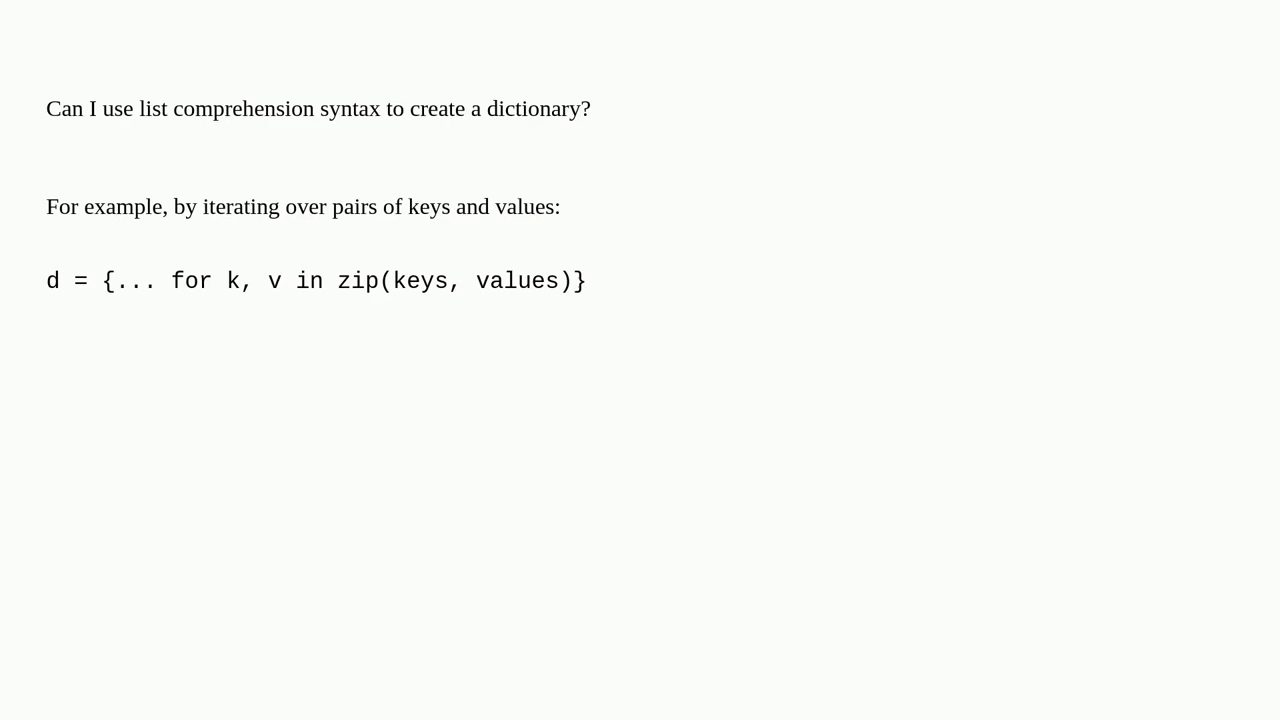 Can I use list comprehension syntax to create a dictionary?
For example, by iterating over pairs of keys and values:
d = {... for k, v in zip(keys, values)}